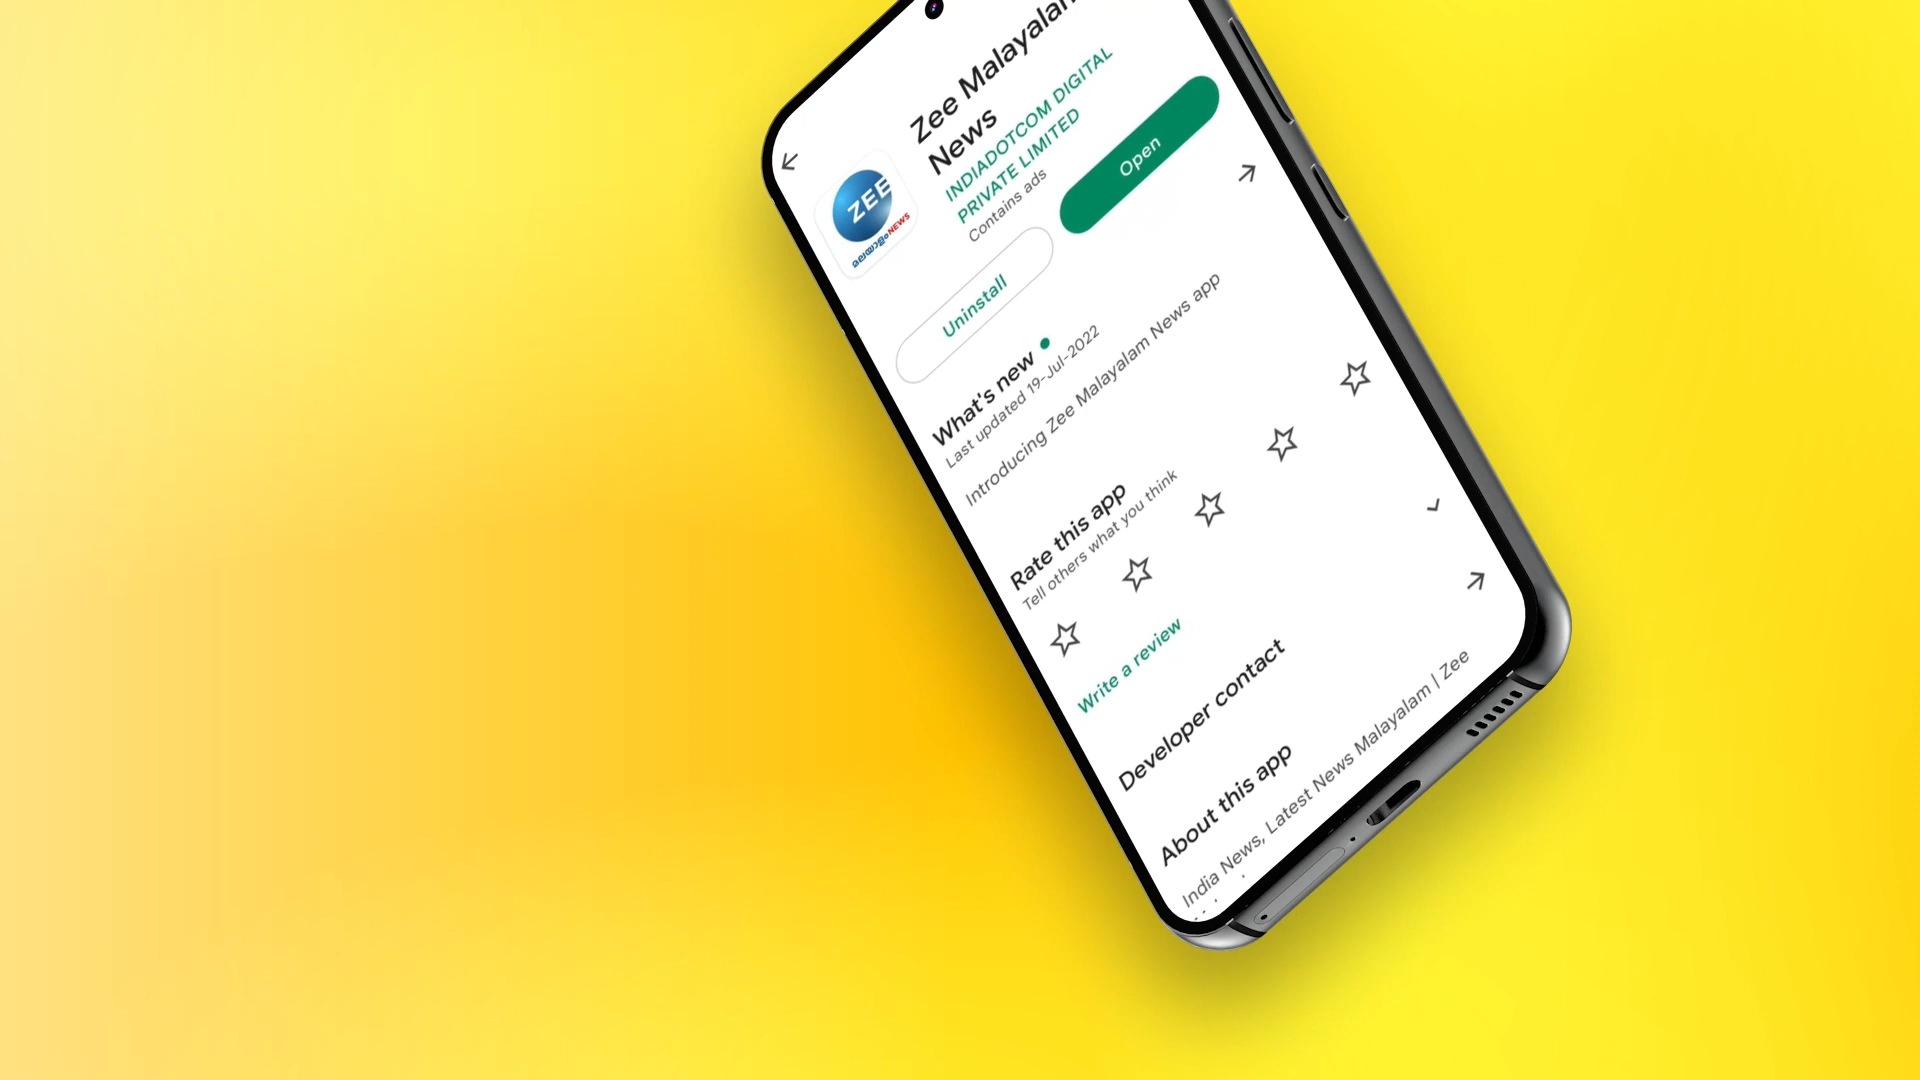 Zee Malayalam
News
INDIADOTCOM DIGITAL
PRIVATE LIMITED
Contains ads
ZEE
മലയാളം NEWS
Uninstall
Open
What's new
Last updated 19-Jul-2022
Introducing Zee Malayalam News app
Rate this app
Tell others what you think
Write a review
Developer contact
About this app
India News, Latest News Malayalam | Zee